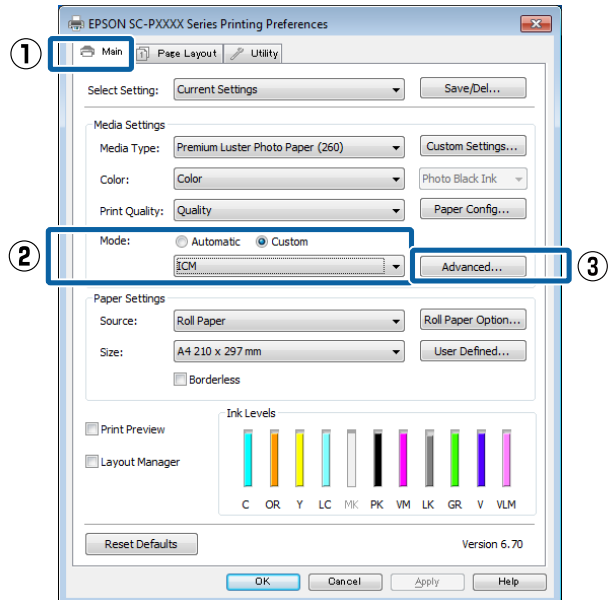 EPSON SC-PXXXX Series Printing Preferences
① Main Page Layout Utility
Select Setting: Current Settings Save/Del...
Media Settings
Media Type: Premium Luster Photo Paper (260) Custom Settings...
Color: Color Photo Black Ink
Print Quality: Quality Paper Config...
Mode: Automatic Custom
② ICM Advanced... ③
Paper Settings
Source: Roll Paper Roll Paper Option...
Size: A4 210 x 297 mm User Defined...
Borderless
Print Preview
Layout Manager
Ink Levels
C OR Y LC MK PK VM LK GR V VLM
Reset Defaults Version 6.70
OK Cancel Apply Help